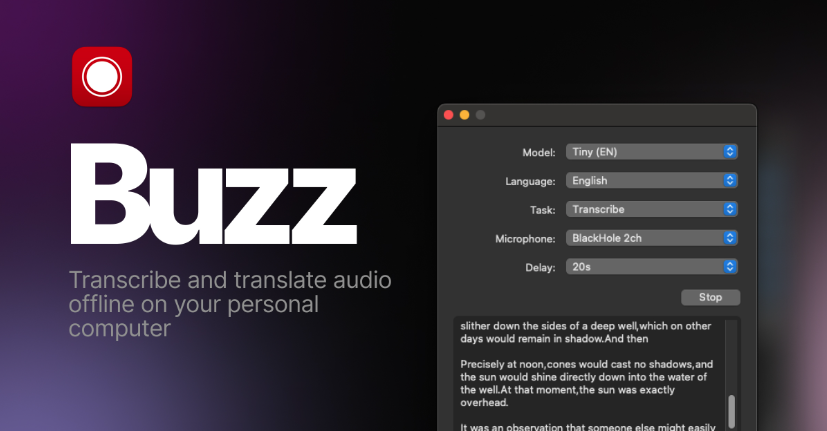 Buzz
Transcribe and translate audio
offline on your personal
computer
Model: Tiny (EN)
Language: English
Task: Transcribe
Microphone: BlackHole 2ch
Delay: 20s
Stop
slither down the sides of a deep well,which on other
days would remain in shadow.And then
Precisely at noon,cones would cast no shadows,and
the sun would shine directly down into the water of
the well.At that moment,the sun was exactly
overhead.
It was an observation that someone else might easily